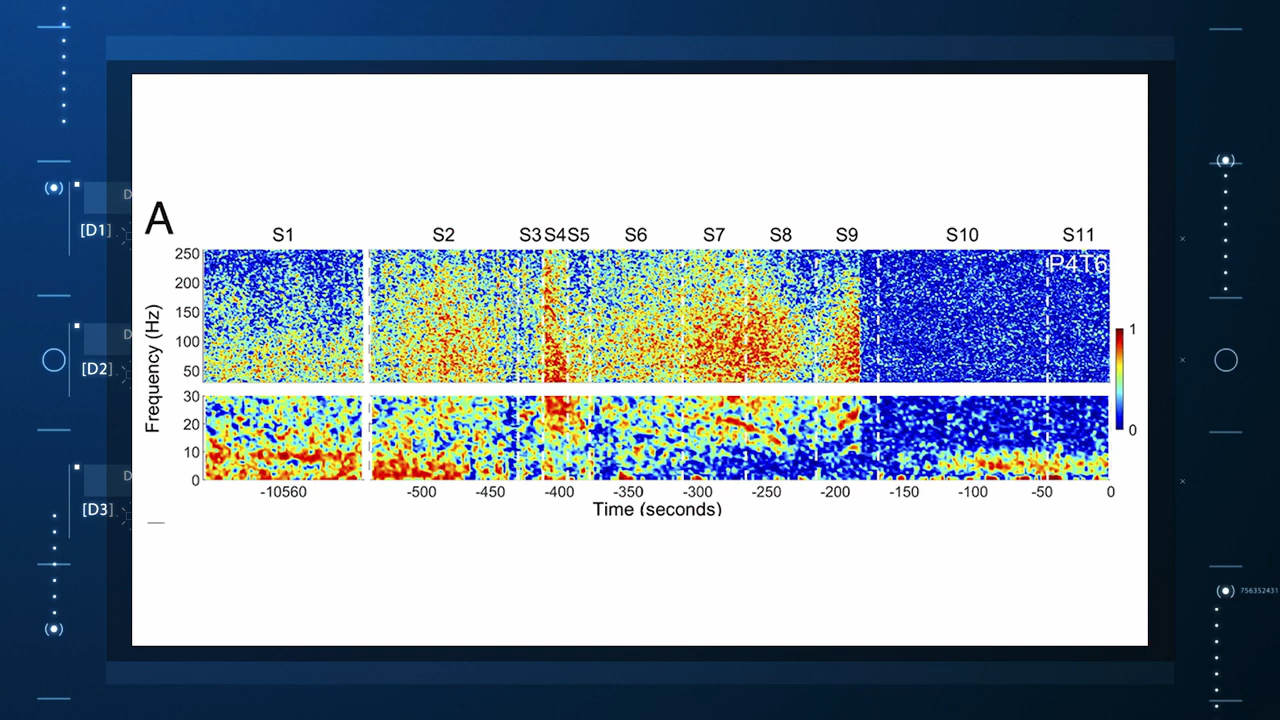 A
S1 S2 S3 S4 S5 S6 S7 S8 S9 S10 S11
P4T6
Frequency (Hz)
250
200
150
100
50
30
20
10
0
-10560 -500 -450 -400 -350 -300 -250 -200 -150 -100 -50 0
Time (seconds)
1
0
D
[D1]
D
[D2]
D
[D3]
756352431